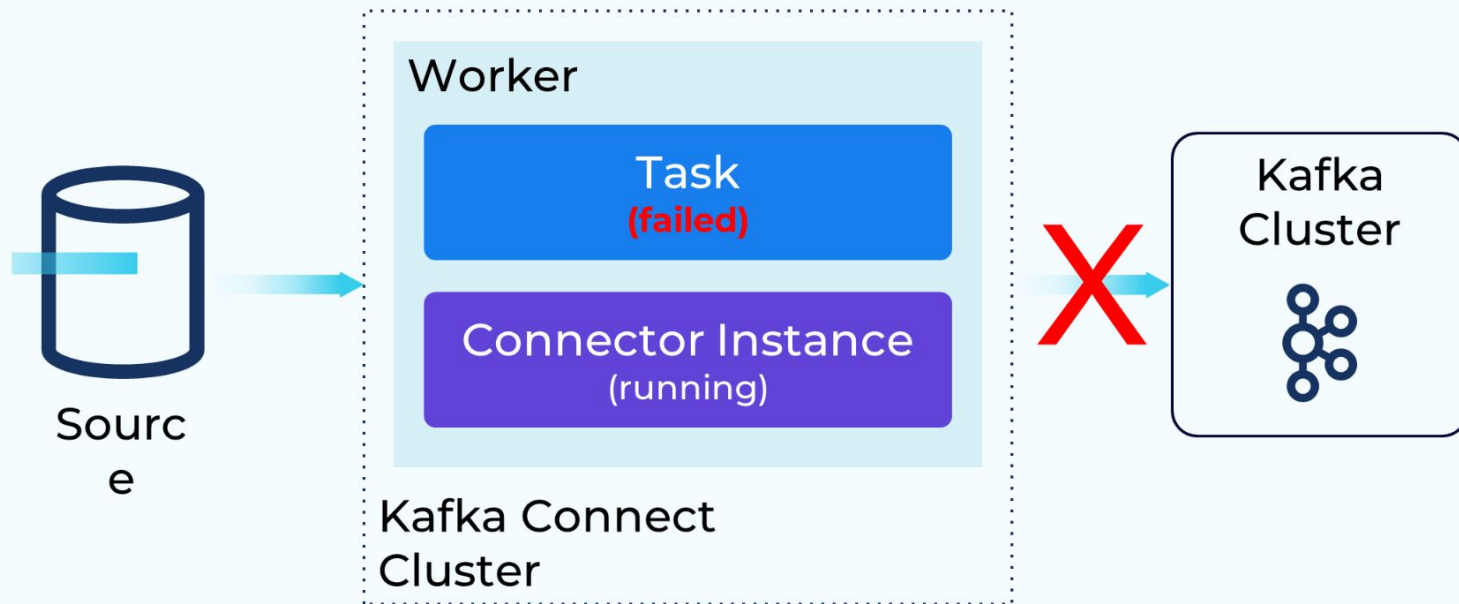 Sourc
e
Worker
Task
(failed)
Connector Instance
(running)
Kafka Connect
Cluster
Kafka
Cluster